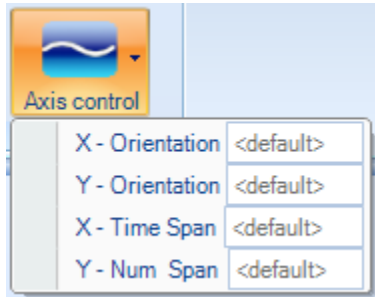 Axis control
X - Orientation <default>
Y - Orientation <default>
X - Time Span <default>
Y - Num Span <default>